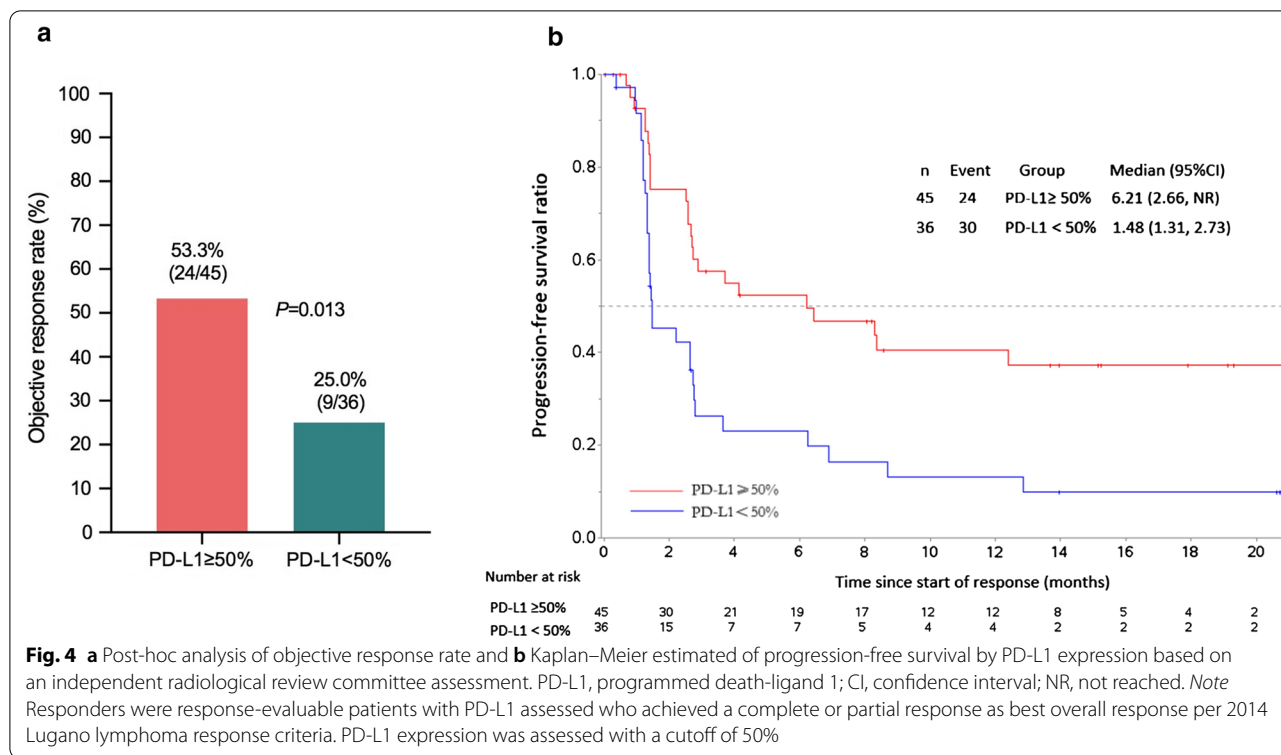 a
Objective response rate (%)
100
90
80
70
60
50
40
30
20
10
0
53.3%
(24/45)
P=0.013
25.0%
(9/36)
PD-L1≥50%
PD-L1<50%
b
Progression-free survival ratio
1.0
0.8
0.6
0.4
0.2
0.0
n Event Group Median (95%CI)
45 24 PD-L1≥ 50% 6.21 (2.66, NR)
36 30 PD-L1 < 50% 1.48 (1.31, 2.73)
PD-L1⩾50%
PD-L1<50%
0 2 4 6 8 10 12 14 16 18 20
Time since start of response (months)
Number at risk
PD-L1 ≥50% 45 30 21 19 17 12 12 8 5 4 2
PD-L1 < 50% 36 15 7 7 5 4 4 2 2 2 2
Fig. 4 a Post-hoc analysis of objective response rate and b Kaplan–Meier estimated of progression-free survival by PD-L1 expression based on
an independent radiological review committee assessment. PD-L1, programmed death-ligand 1; CI, confidence interval; NR, not reached. Note
Responders were response-evaluable patients with PD-L1 assessed who achieved a complete or partial response as best overall response per 2014
Lugano lymphoma response criteria. PD-L1 expression was assessed with a cutoff of 50%